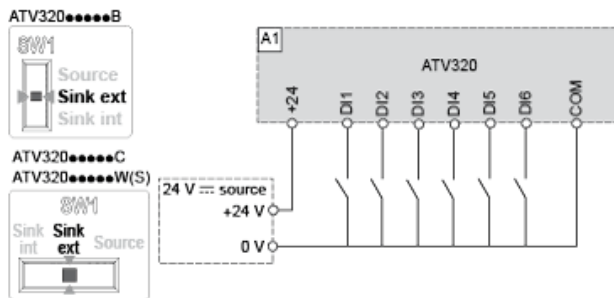 ATV320●●●●●B
SW1
Source
Sink ext
Sink int
ATV320●●●●●C
ATV320●●●●●W(S)
SW1
Sink int
Sink ext
Source
A1
ATV320
+24
DI1
DI2
DI3
DI4
DI5
DI6
COM
24 V ⎓ source
+24 V
0 V